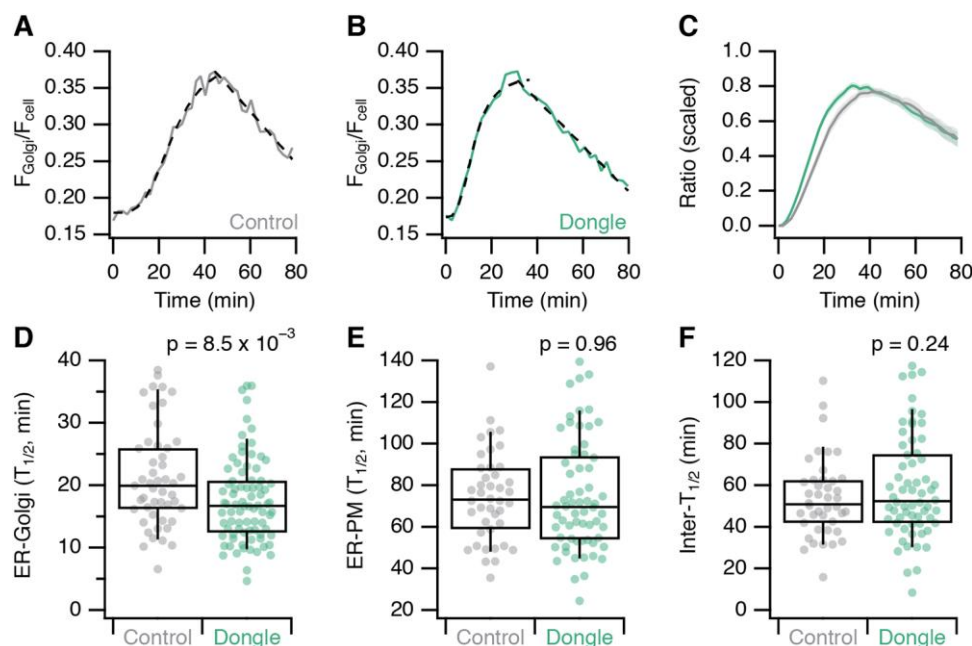 A
F_Golgi/F_cell
0.40
0.35
0.30
0.25
0.20
0.15
Control
0 20 40 60 80
Time (min)
B
F_Golgi/F_cell
0.40
0.35
0.30
0.25
0.20
0.15
Dongle
0 20 40 60 80
Time (min)
C
Ratio (scaled)
1.0
0.8
0.6
0.4
0.2
0.0
0 20 40 60 80
Time (min)
D
p = 8.5 x 10⁻³
ER-Golgi (T1/2, min)
40
30
20
10
0
Control Dongle
E
p = 0.96
ER-PM (T1/2, min)
140
120
100
80
60
40
20
Control Dongle
F
p = 0.24
Inter-T1/2 (min)
120
100
80
60
40
20
0
Control Dongle